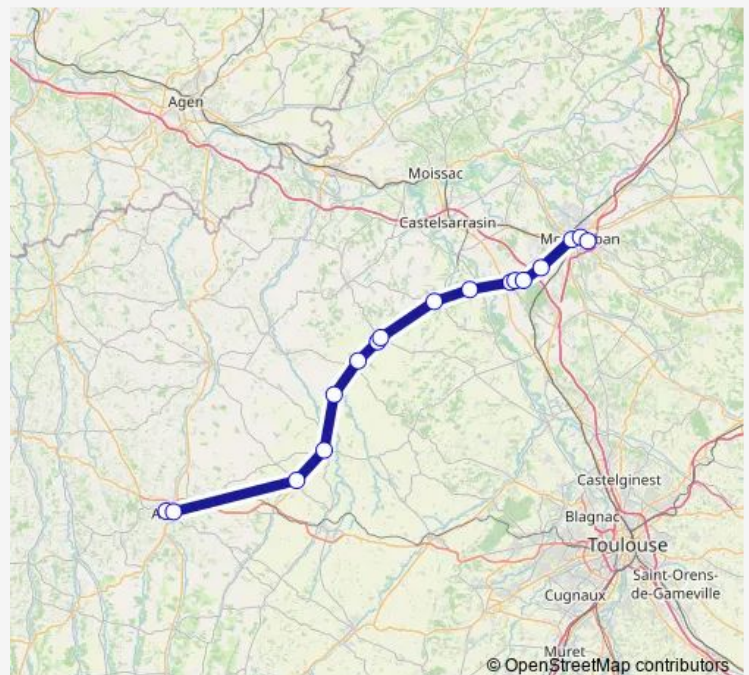 Agen
Moissac
Castelsarrasin
Castelginest
Blagnac
Toulouse
Saint-Orens-
de-Gameville
Cugnaux
Muret
© OpenStreetMap contributors